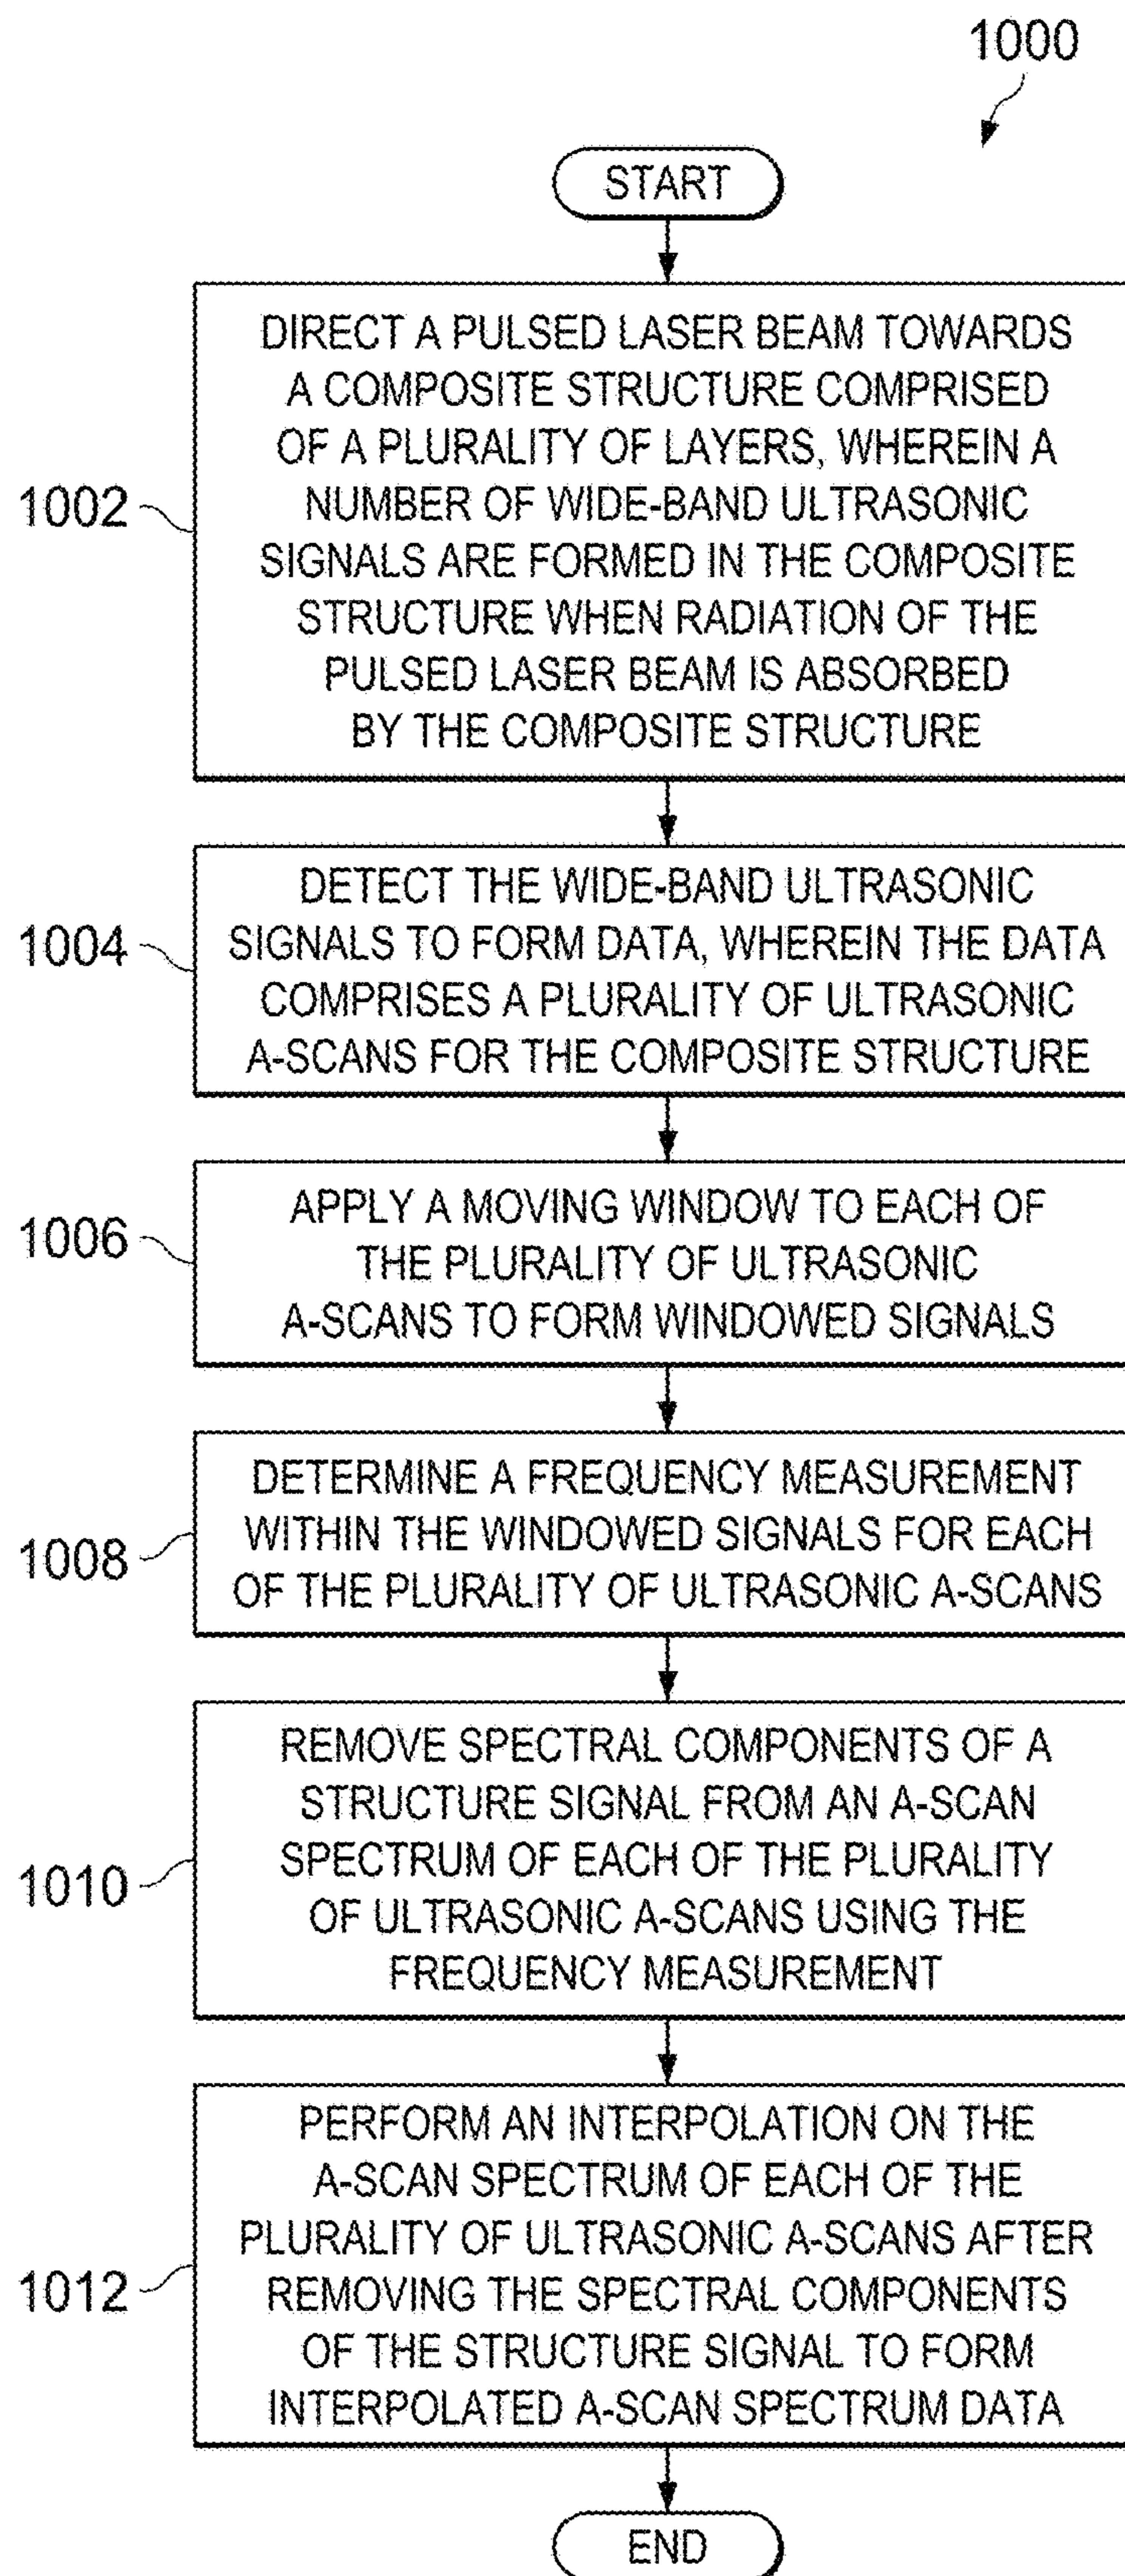 1000
START
1002
DIRECT A PULSED LASER BEAM TOWARDS
A COMPOSITE STRUCTURE COMPRISED
OF A PLURALITY OF LAYERS, WHEREIN A
NUMBER OF WIDE-BAND ULTRASONIC
SIGNALS ARE FORMED IN THE COMPOSITE
STRUCTURE WHEN RADIATION OF THE
PULSED LASER BEAM IS ABSORBED
BY THE COMPOSITE STRUCTURE
1004
DETECT THE WIDE-BAND ULTRASONIC
SIGNALS TO FORM DATA, WHEREIN THE DATA
COMPRISES A PLURALITY OF ULTRASONIC
A-SCANS FOR THE COMPOSITE STRUCTURE
1006
APPLY A MOVING WINDOW TO EACH OF
THE PLURALITY OF ULTRASONIC
A-SCANS TO FORM WINDOWED SIGNALS
1008
DETERMINE A FREQUENCY MEASUREMENT
WITHIN THE WINDOWED SIGNALS FOR EACH
OF THE PLURALITY OF ULTRASONIC A-SCANS
1010
REMOVE SPECTRAL COMPONENTS OF A
STRUCTURE SIGNAL FROM AN A-SCAN
SPECTRUM OF EACH OF THE PLURALITY
OF ULTRASONIC A-SCANS USING THE
FREQUENCY MEASUREMENT
1012
PERFORM AN INTERPOLATION ON THE
A-SCAN SPECTRUM OF EACH OF THE
PLURALITY OF ULTRASONIC A-SCANS AFTER
REMOVING THE SPECTRAL COMPONENTS
OF THE STRUCTURE SIGNAL TO FORM
INTERPOLATED A-SCAN SPECTRUM DATA
END